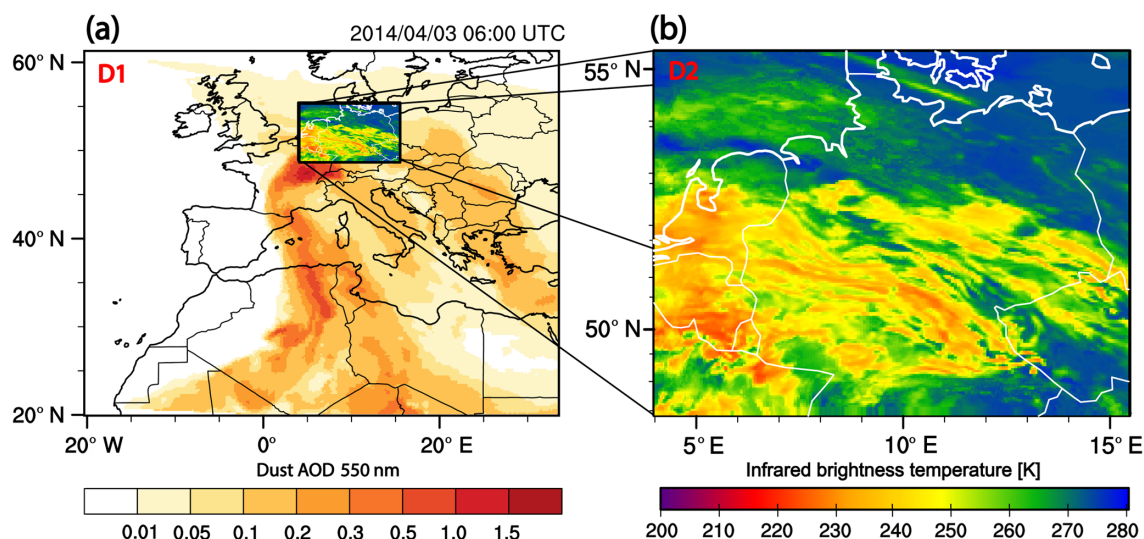 (a)
2014/04/03 06:00 UTC
(b)
60° N
D1
40° N
20° N
20° W
0°
20° E
Dust AOD 550 nm
0.01 0.05 0.1 0.2 0.3 0.5 1.0 1.5
55° N
D2
50° N
5° E
10° E
15° E
Infrared brightness temperature [K]
200 210 220 230 240 250 260 270 280